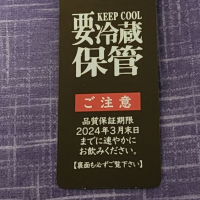 KEEP COOL
要冷蔵
保管
ご注意
品質保証期限
2024年3月末日
までに速やかに
お飲みください。
【裏面も必ずご覧下さい】